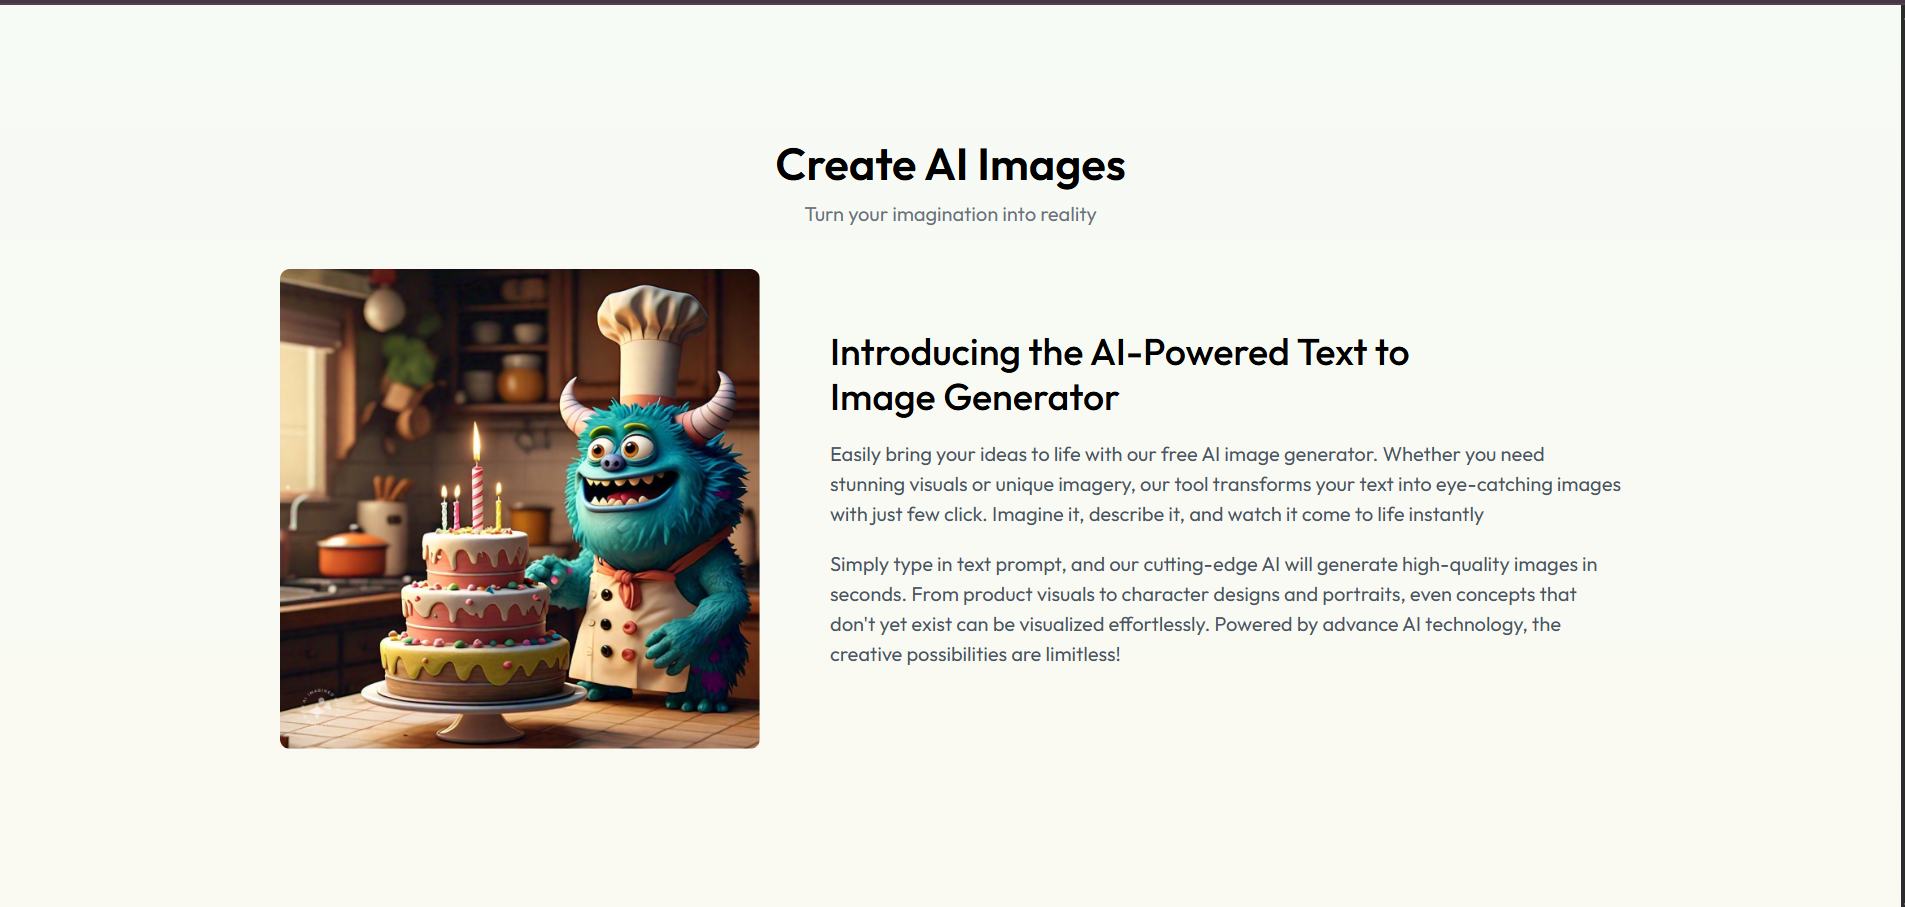 Create AI Images
Turn your imagination into reality
Introducing the AI-Powered Text to
Image Generator
Easily bring your ideas to life with our free AI image generator. Whether you need
stunning visuals or unique imagery, our tool transforms your text into eye-catching images
with just few click. Imagine it, describe it, and watch it come to life instantly
Simply type in text prompt, and our cutting-edge AI will generate high-quality images in
seconds. From product visuals to character designs and portraits, even concepts that
don't yet exist can be visualized effortlessly. Powered by advance AI technology, the
creative possibilities are limitless!